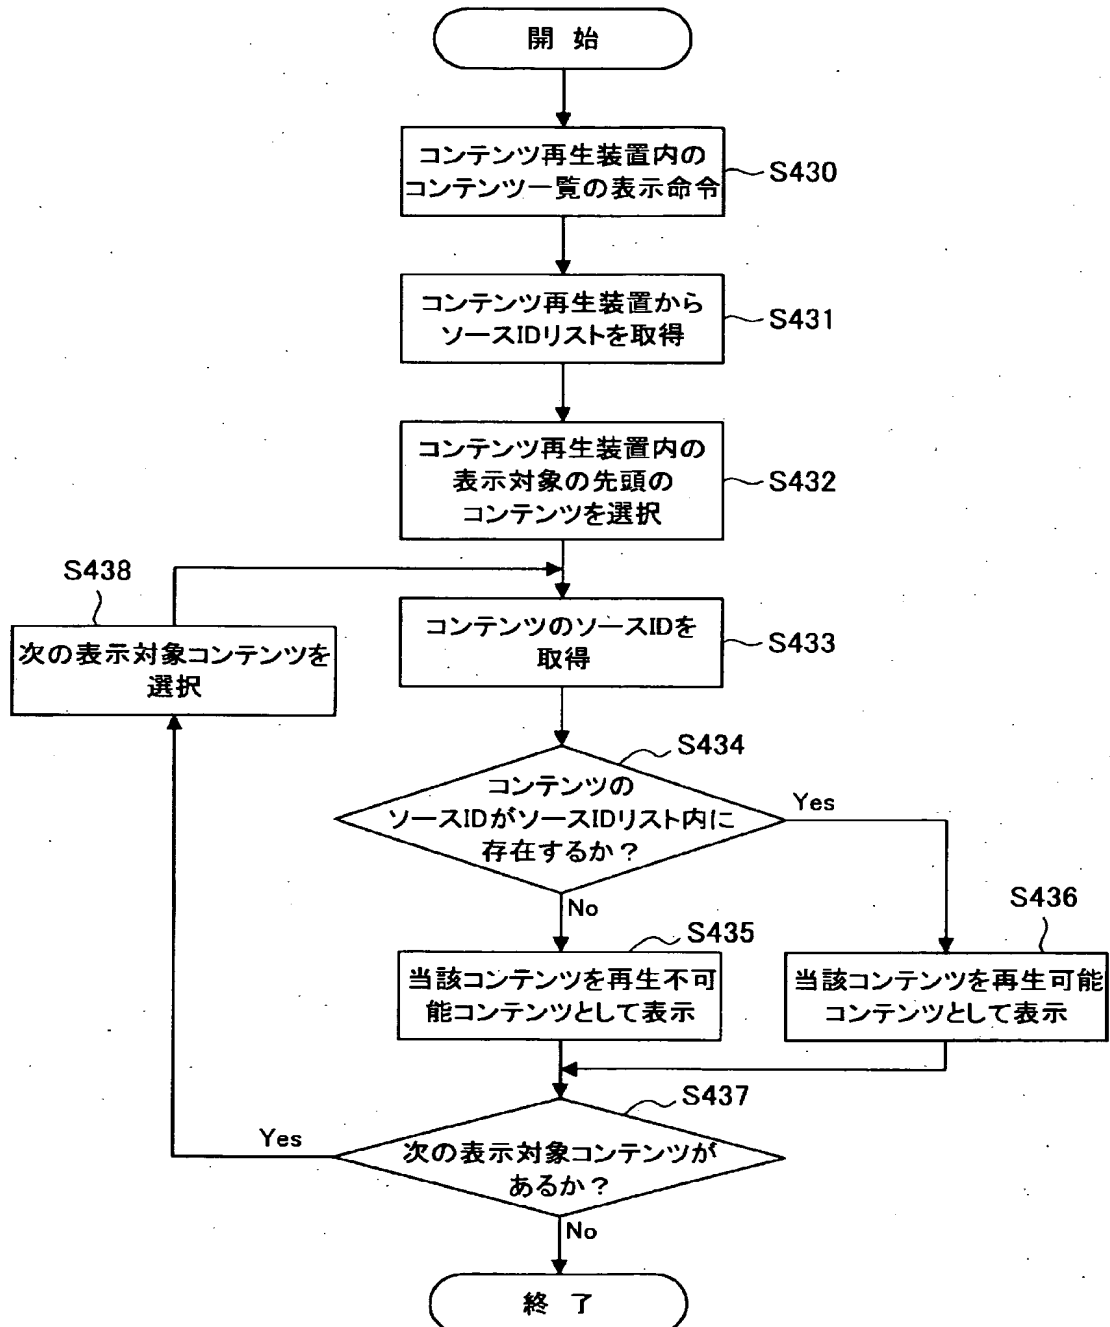 開 始
コンテンツ再生装置内の
コンテンツ一覧の表示命令
S430
コンテンツ再生装置から
ソースIDリストを取得
S431
コンテンツ再生装置内の
表示対象の先頭の
コンテンツを選択
S432
S438
次の表示対象コンテンツを
選択
コンテンツのソースIDを
取得
S433
S434
コンテンツの
ソースIDがソースIDリスト内に
存在するか？
Yes
No
S435
当該コンテンツを再生不可
能コンテンツとして表示
S436
当該コンテンツを再生可能
コンテンツとして表示
S437
次の表示対象コンテンツが
あるか？
Yes
No
終 了